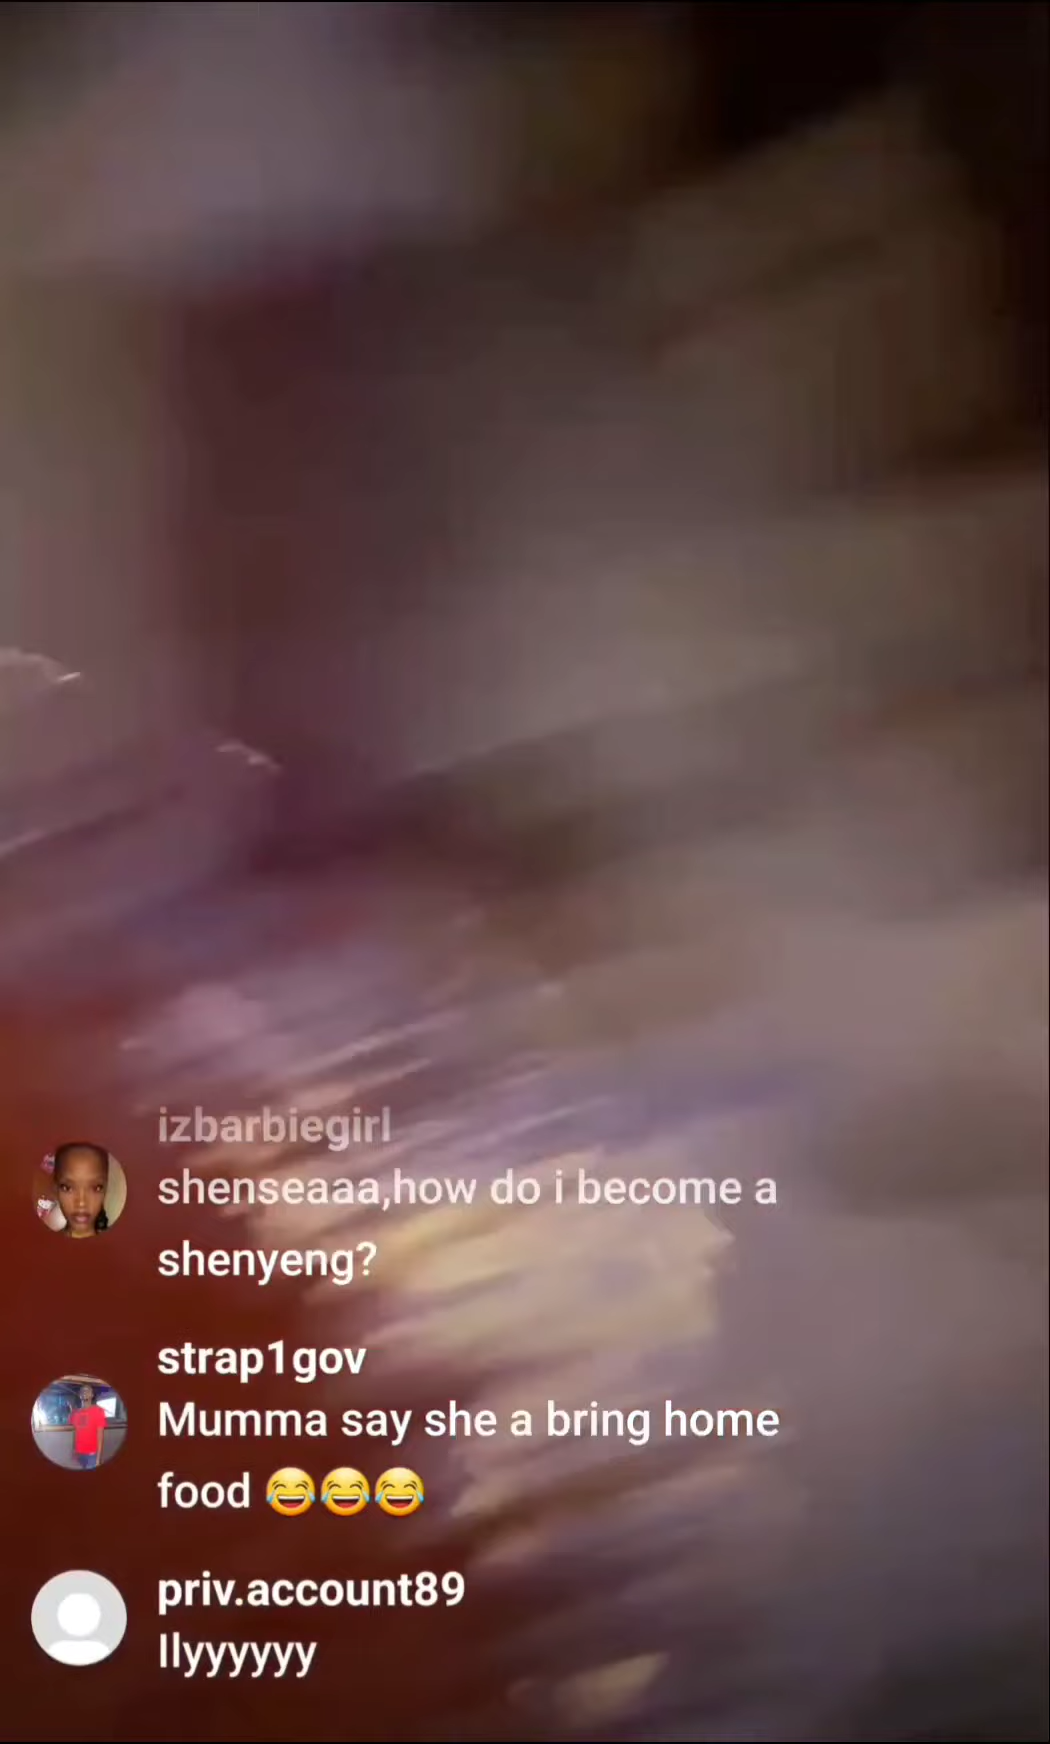 izbarbiegirl
shenseaaa,how do i become a
shenyeng?
strap1gov
Mumma say she a bring home
food 😂😂😂
priv.account89
Ilyyyyyy